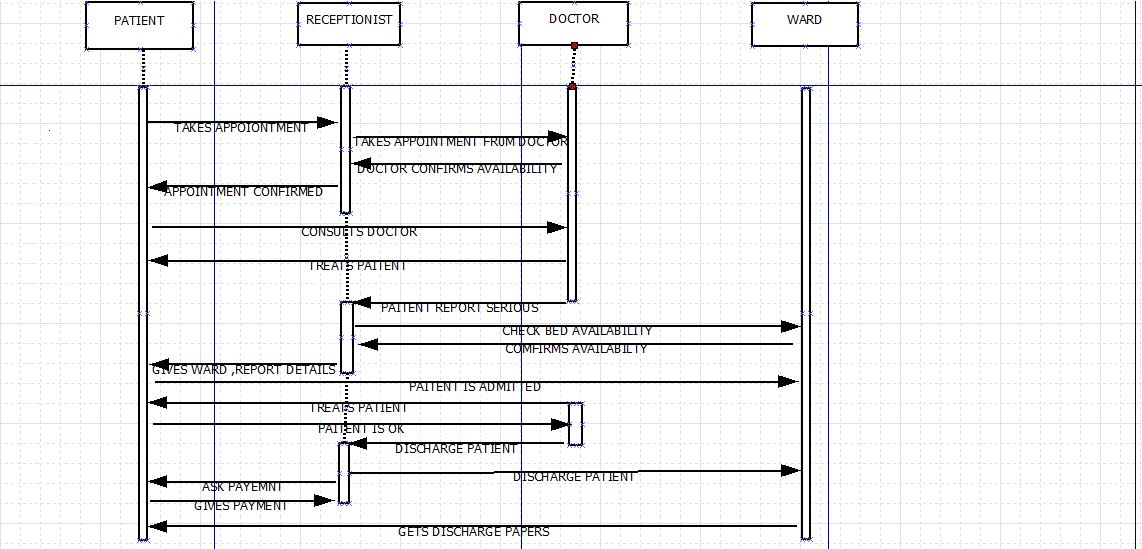 PATIENT
RECEPTIONIST
DOCTOR
WARD
TAKES APPOIONTMENT
TAKES APPOINTMENT FROM DOCTOR
DOCTOR CONFIRMS AVAILABILITY
APPOINTMENT CONFIRMED
CONSULTS DOCTOR
TREATS PAITENT
PAITENT REPORT SERIOUS
CHECK BED AVAILABILITY
COMFIRMS AVAILABILTY
GIVES WARD ,REPORT DETAILS
PAITENT IS ADMITTED
TREATS PATIENT
PAITENT IS OK
DISCHARGE PATIENT
DISCHARGE PATIENT
ASK PAYEMNT
GIVES PAYMENT
GETS DISCHARGE PAPERS